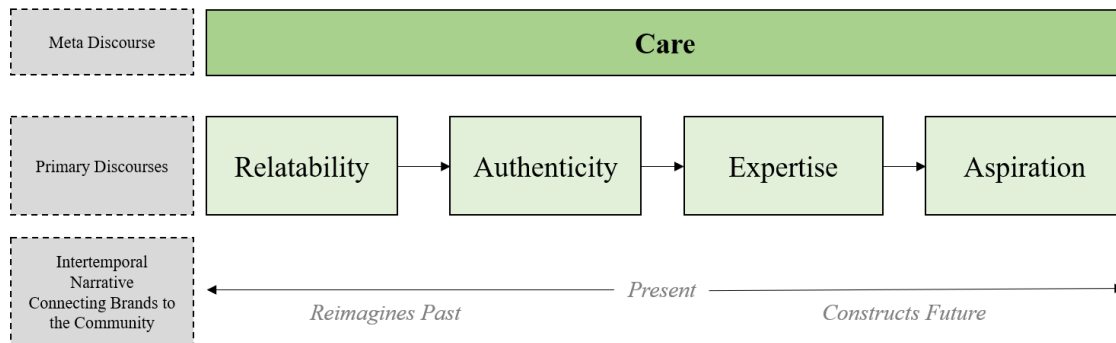 Meta Discourse
Care
Primary Discourses
Relatability
Authenticity
Expertise
Aspiration
Intertemporal
Narrative
Connecting Brands to
the Community
Present
Reimagines Past
Constructs Future